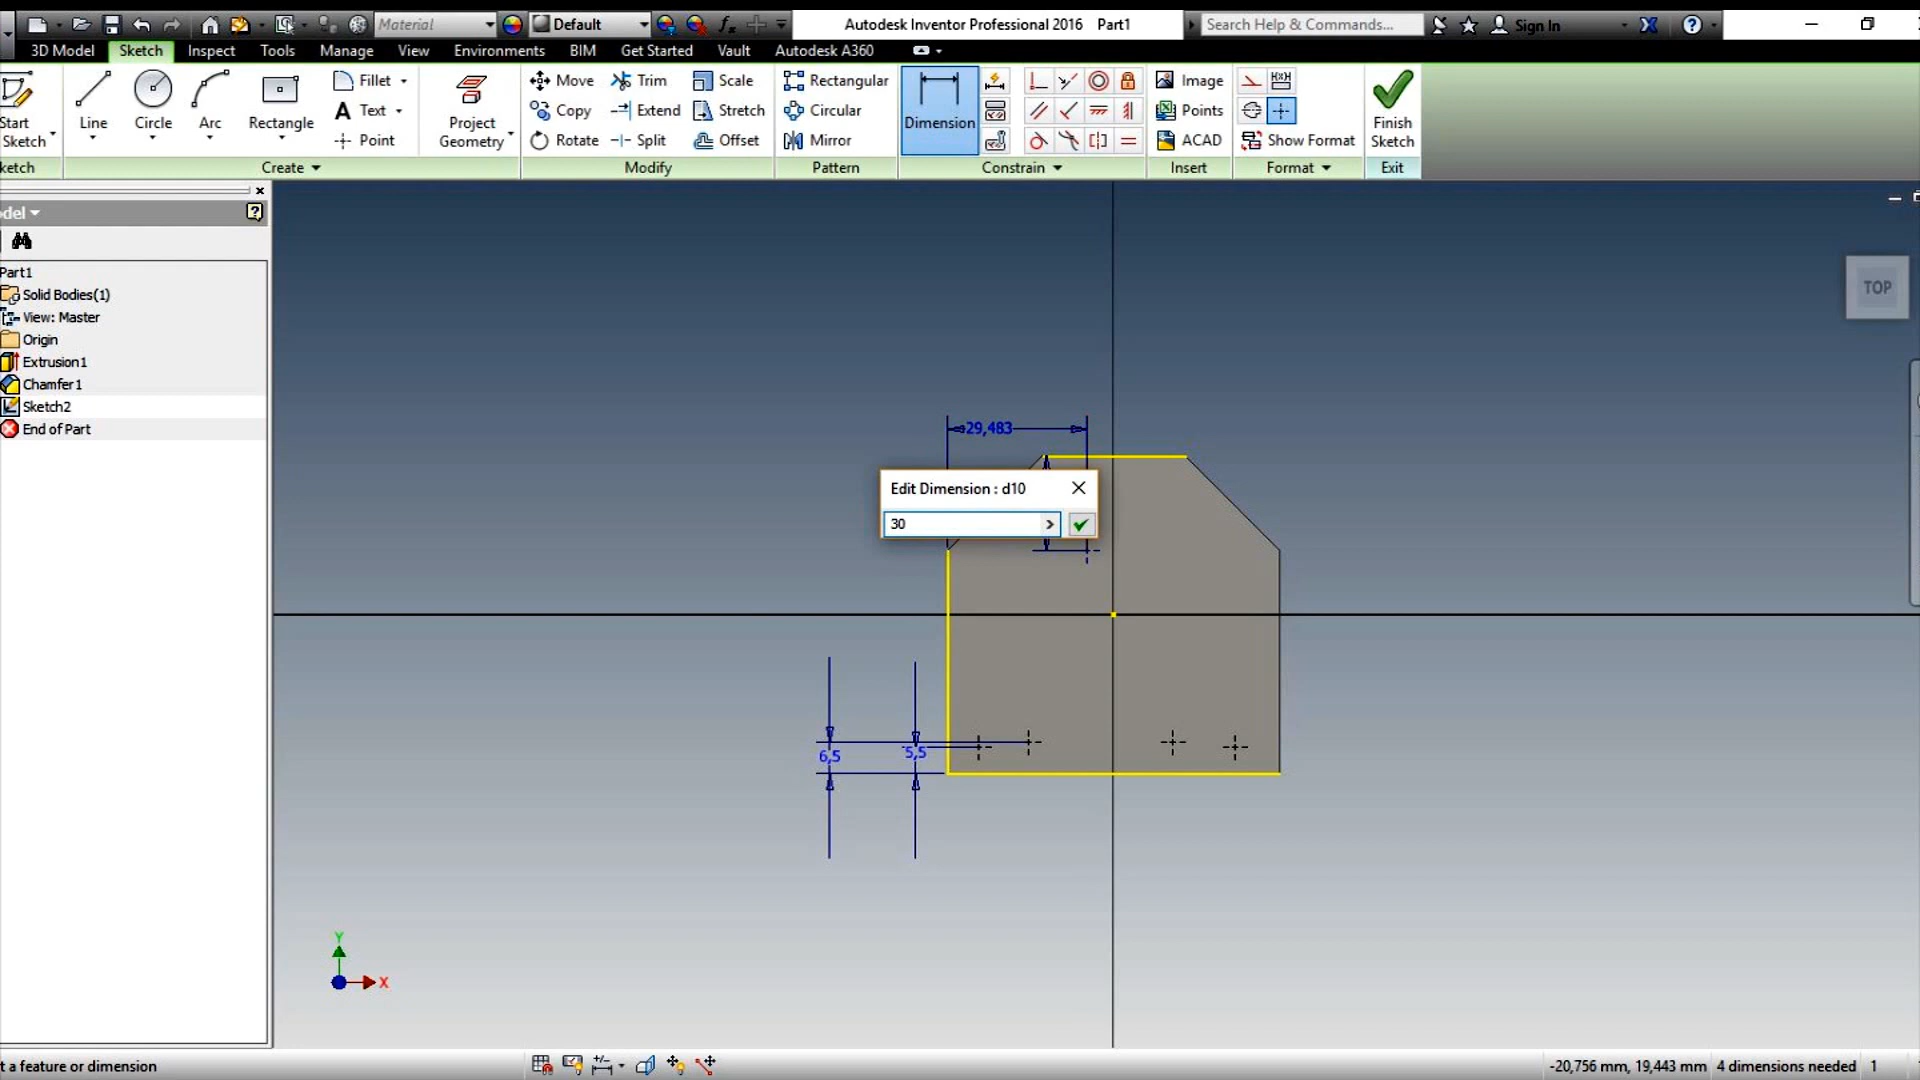 Material Default Autodesk Inventor Professional 2016 Part1 Search Help & Commands... Sign In
3D Model Sketch Inspect Tools Manage View Environments BIM Get Started Vault Autodesk A360
Start Sketch
Line
Circle
Arc
Rectangle
Fillet
Text
Point
Project Geometry
Move
Copy
Rotate
Trim
Extend
Split
Scale
Stretch
Offset
Rectangular
Circular
Mirror
Dimension
Image
Points
ACAD
Show Format
Finish Sketch
ketch Create Modify Pattern Constrain Insert Format Exit
del
Part1
Solid Bodies(1)
View: Master
Origin
Extrusion1
Chamfer1
Sketch2
End of Part
TOP
29,483
Edit Dimension : d10
30
6,5
5,5
Y
X
t a feature or dimension
-20,756 mm, 19,443 mm 4 dimensions needed 1